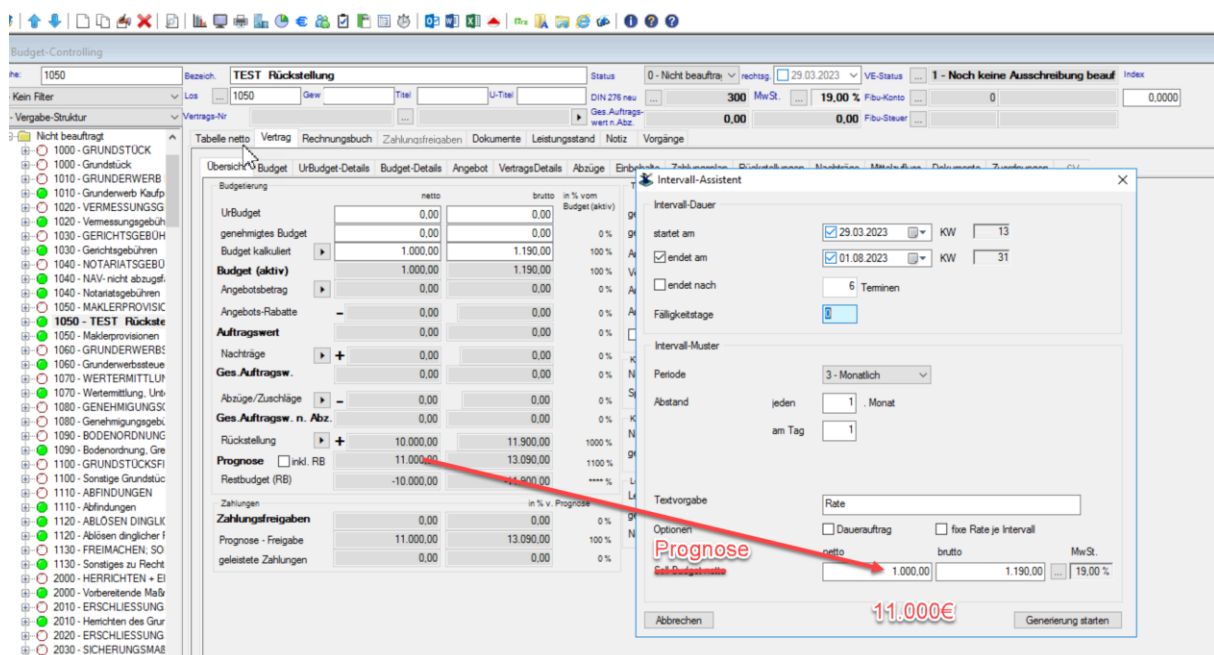 Budget-Controlling
he: 1050 Bezeich. TEST Rückstellung Status 0 - Nicht beauftrag rechtsg. 29.03.2023 VE-Status ... 1 - Noch keine Ausschreibung beauf Index
Kein Filter Los ... 1050 Gew Titel U-Titel DIN 276 neu ... 300 MwSt. ... 19,00 % Fibu-Konto ... 0 0,0000
- Vergabe-Struktur Vertrags-Nr ... Ges.Auftrags-wert n.Abz. 0,00 0,00 Fibu-Steuer ...
Tabelle netto Vertrag Rechnungsbuch Zahlungsfreigaben Dokumente Leistungsstand Notiz Vorgänge
Übersicht Budget UrBudget-Details Budget-Details Angebot VertragsDetails Abzüge Einbehalte Zahlungsplan Rückstellungen Nachträge Mittelaufluss Dokumente Zuordnungen
Nicht beauftragt
1000 - GRUNDSTÜCK
1000 - Grundstück
1010 - GRUNDERWERB
1010 - Grunderwerb Kaufp
1020 - VERMESSUNGSG
1020 - Vermessungsgebüh
1030 - GERICHTSGEBÜH
1030 - Gerichtsgebühren
1040 - NOTARIATSGEBÜ
1040 - NAV- nicht abzugsf.
1040 - Notariatsgebühren
1050 - MAKLERPROVISIC
1050 - TEST Rückste
1050 - Maklerprovisionen
1060 - GRUNDERWERBS
1060 - Grunderwerbssteue
1070 - WERTERMITTLUN
1070 - Wertermittlung, Unte
1080 - GENEHMIGUNGSG
1080 - Genehmigungsgebü
1090 - BODENORDNUNG
1090 - Bodenordnung, Gre
1100 - GRUNDSTÜCKSFI
1100 - Sonstige Grundstüc
1110 - ABFINDUNGEN
1110 - Abfindungen
1120 - ABLÖSEN DINGLIC
1120 - Ablösen dinglicher F
1130 - FREIMACHEN; SO
1130 - Sonstiges zu Recht
2000 - HERRICHTEN + EI
2000 - Vorbereitende Maßn
2010 - ERSCHLIESSUNG
2010 - Herrichten des Grur
2020 - ERSCHLIESSUNG
2030 - SICHERUNGSMAß
Budgetierung
netto brutto in % vom Budget (aktiv)
UrBudget 0,00 0,00
genehmigtes Budget 0,00 0,00 0 %
Budget kalkuliert 1.000,00 1.190,00 100 %
Budget (aktiv) 1.000,00 1.190,00 100 %
Angebotsbetrag 0,00 0,00 0 %
Angebots-Rabatte – 0,00 0,00 0 %
Auftragswert 0,00 0,00 0 %
Nachträge + 0,00 0,00 0 %
Ges.Auftragsw. 0,00 0,00 0 %
Abzüge/Zuschläge – 0,00 0,00 0 %
Ges.Auftragsw. n. Abz. 0,00 0,00 0 %
Rückstellung + 10.000,00 11.900,00 1000 %
Prognose inkl. RB 11.000,00 13.090,00 1100 %
Restbudget (RB) -10.000,00 -11.900,00 **** %
Zahlungen in % v. Prognose
Zahlungsfreigaben 0,00 0,00 0 %
Prognose - Freigabe 11.000,00 13.090,00 100 %
geleistete Zahlungen 0,00 0,00 0 %
Intervall-Assistent
Intervall-Dauer
startet am 29.03.2023 KW 13
endet am 01.08.2023 KW 31
endet nach 6 Terminen
Fälligkeitstage 0
Intervall-Muster
Periode 3 - Monatlich
Abstand jeden 1 . Monat
am Tag 1
Textvorgabe Rate
Optionen Dauerauftrag fixe Rate je Intervall
Prognose
netto brutto MwSt.
Soll-Budget netto 1.000,00 1.190,00 ... 19,00 %
11.000€
Abbrechen Generierung starten